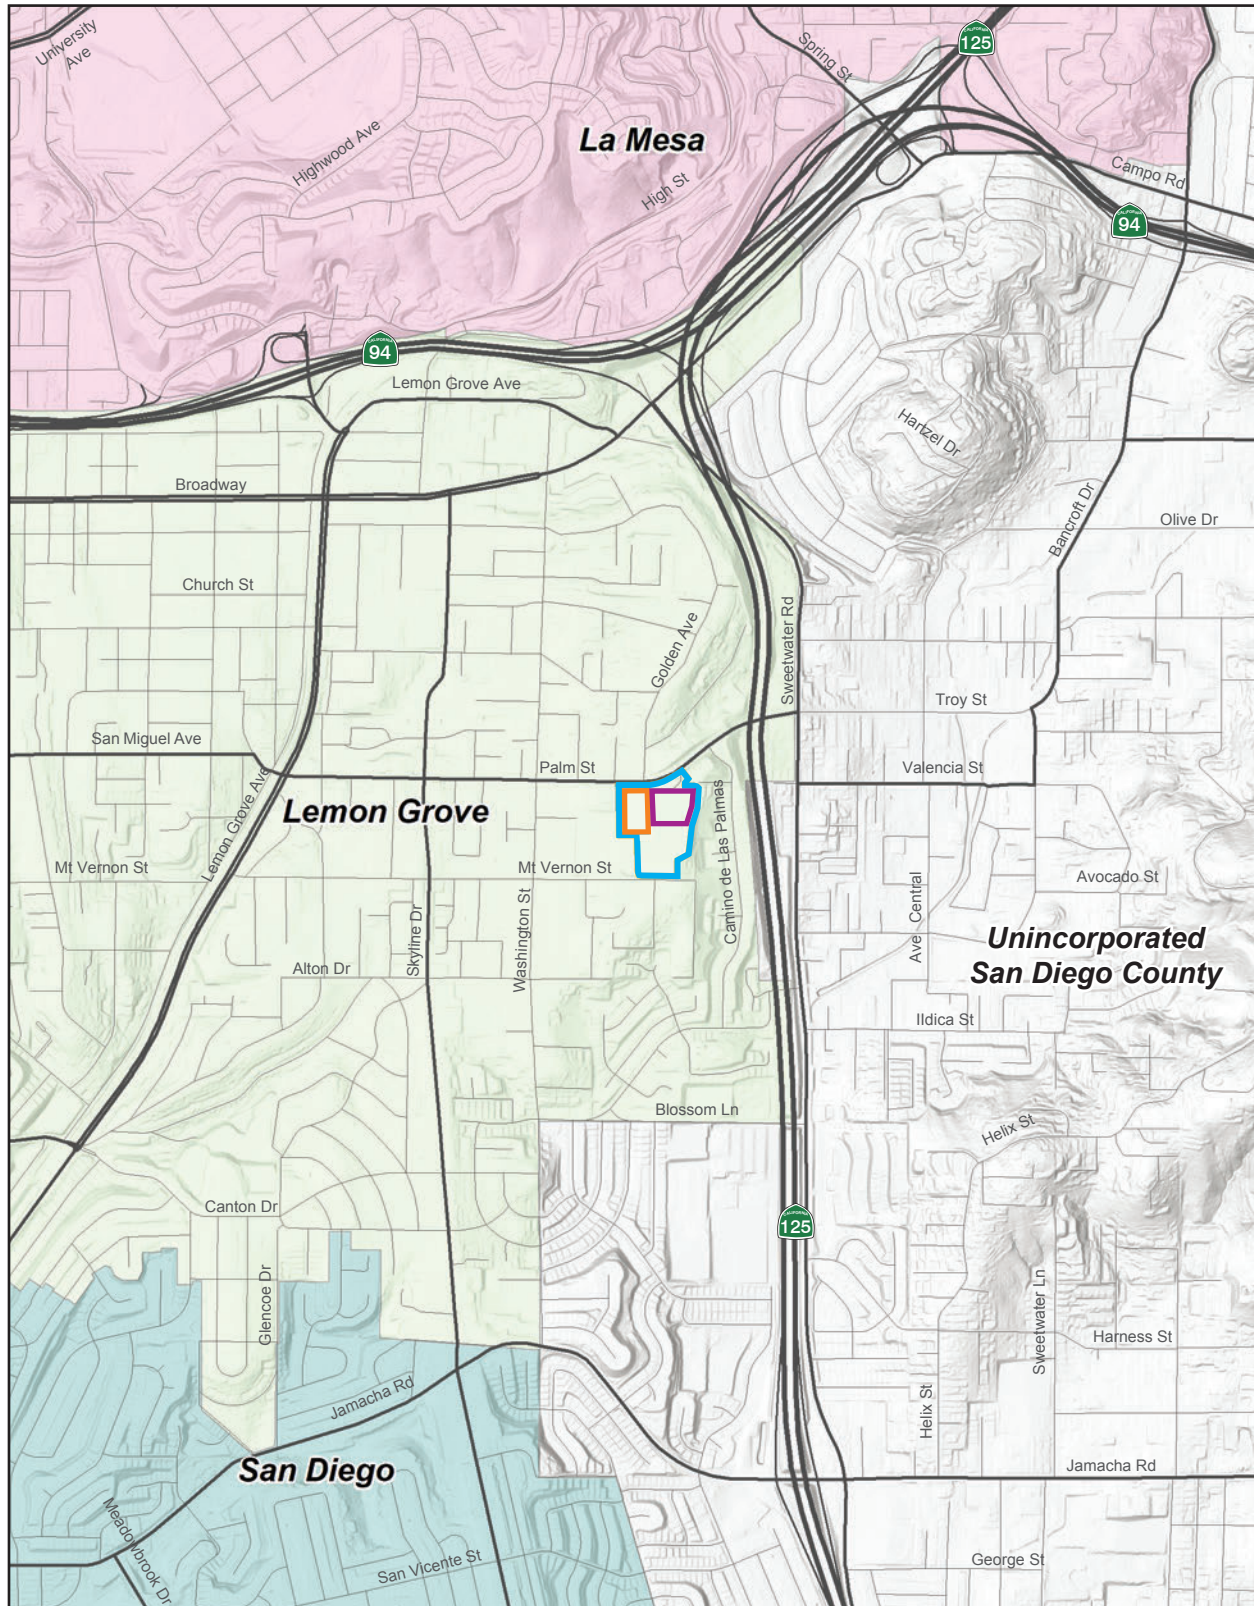 University
Ave
Spring St
CALIFORNIA
125
La Mesa
Highwood Ave
High St
Campo Rd
CALIFORNIA
94
CALIFORNIA
94
Lemon Grove Ave
Hartzel Dr
Broadway
Bancroft Dr
Olive Dr
Church St
Sweetwater Rd
Golden Ave
Troy St
San Miguel Ave
Palm St
Valencia St
Lemon Grove Ave
Lemon Grove
Camino de Las Palmas
Mt Vernon St
Mt Vernon St
Avocado St
Ave Central
Skyline Dr
Washington St
Unincorporated
San Diego County
Alton Dr
Ildica St
Blossom Ln
Helix St
Canton Dr
CALIFORNIA
125
Glencoe Dr
Sweetwater Ln
Harness St
Jamacha Rd
Helix St
San Diego
Jamacha Rd
Meadowbrook Dr
San Vicente St
George St